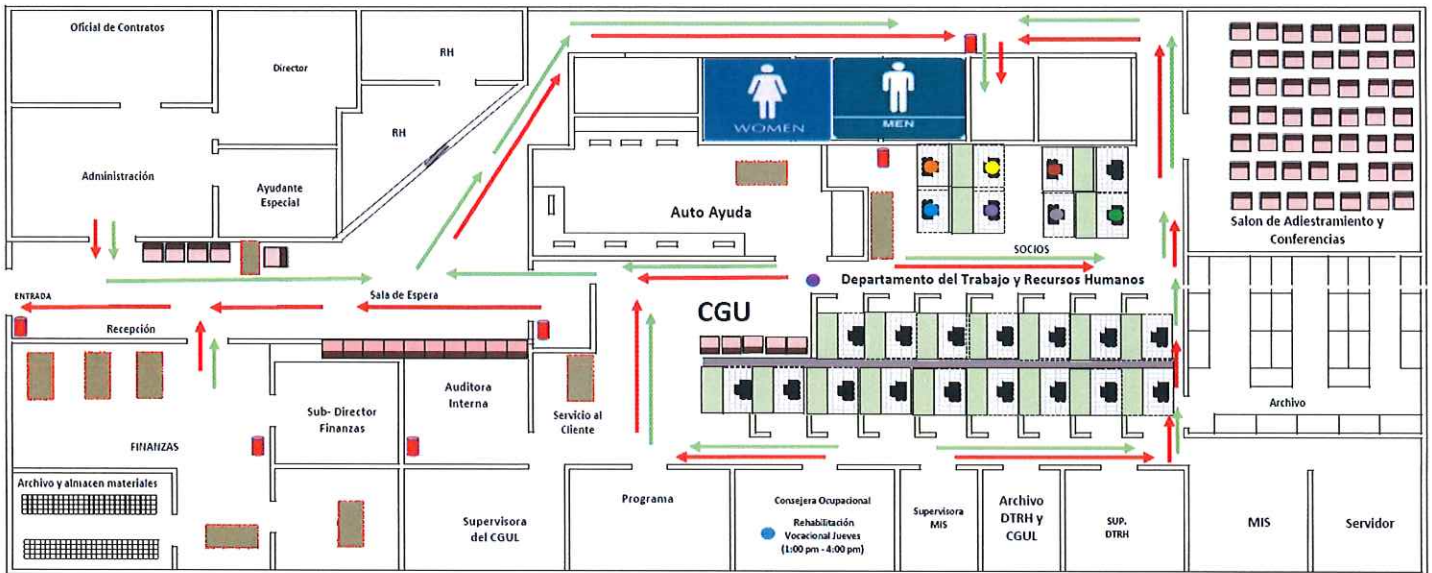 Oficial de Contratos
Director
RH
RH
Administración
Ayudante
Especial
WOMEN
MEN
Auto Ayuda
SOCIOS
Salon de Adiestramiento y
Conferencias
Departamento del Trabajo y Recursos Humanos
ENTRADA
Sala de Espera
Recepción
CGU
Sub- Director
Finanzas
Auditora
Interna
Servicio al
Cliente
Archivo
FINANZAS
Archivo y almacen materiales
Supervisora
del CGUL
Programa
Consejera Ocupacional
Rehabilitación
Vocacional Jueves
(1:00 pm - 4:00 pm)
Supervisora
MIS
Archivo
DTRH y
CGUL
SUP.
DTRH
MIS
Servidor